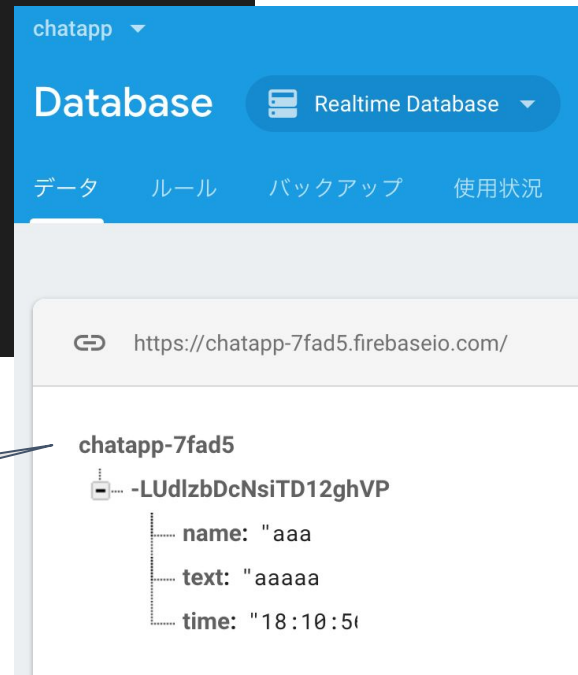 chatapp
Database Realtime Database
データ ルール バックアップ 使用状況
https://chatapp-7fad5.firebaseio.com/
chatapp-7fad5
-LUdlzbDcNsiTD12ghVP
name: "aaa
text: "aaaaa
time: "18:10:5